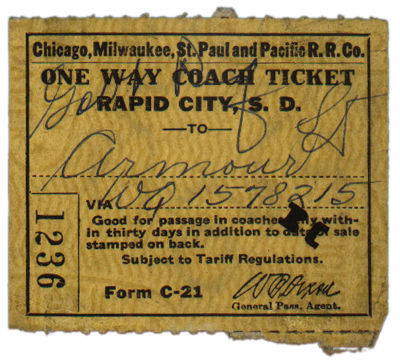 Chicago, Milwaukee, St. Paul and Pacific R. R. Co.
ONE WAY COACH TICKET
RAPID CITY, S. D.
—TO—
Armour
VIA WQ 1578215
Good for passage in coaches only with-
in thirty days in addition to date of sale
stamped on back.
Subject to Tariff Regulations.
1236
Form C-21
General Pass. Agent.